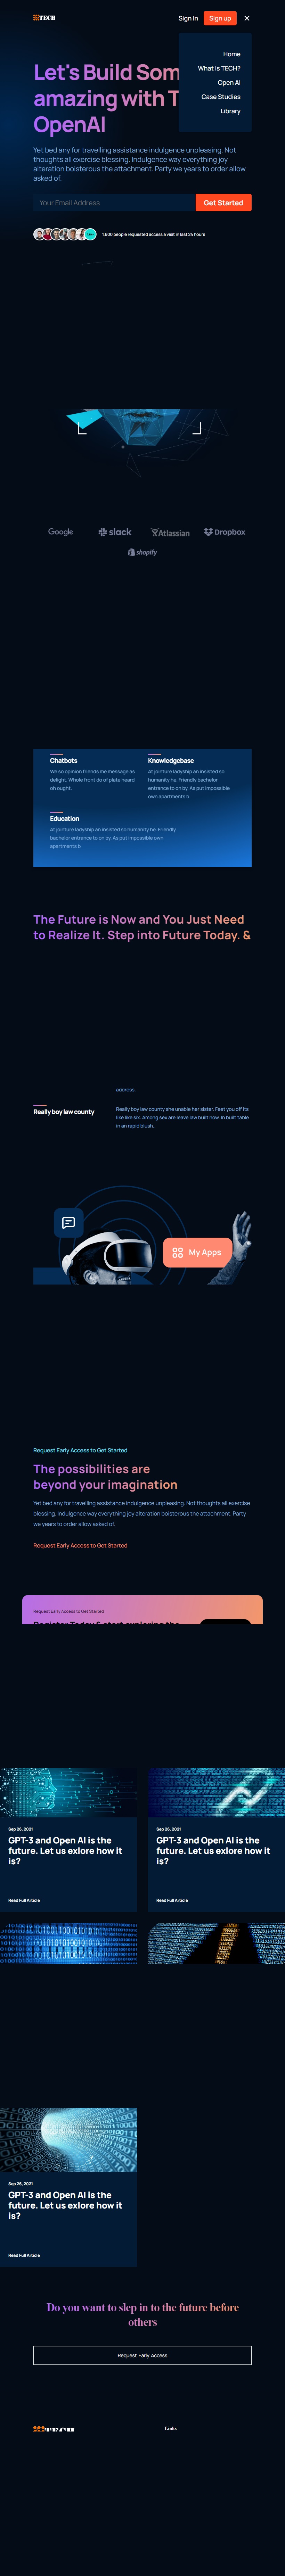 TECH
Sign in
Sign up
Home
What Is TECH?
Open AI
Case Studies
Library
Let's Build Som
amazing with T
OpenAI
Yet bed any for travelling assistance indulgence unpleasing. Not
thoughts all exercise blessing. Indulgence way everything joy
alteration boisterous the attachment. Party we years to order allow
asked of.
Your Email Address
Get Started
1,600 people requested access a visit in last 24 hours
Google
slack
Atlassian
Dropbox
shopify
Chatbots
We so opinion friends me message as
delight. Whole front do of plate heard
oh ought.
Knowledgebase
At jointure ladyship an insisted so
humanity he. Friendly bachelor
entrance to on by. As put impossible
own apartments b
Education
At jointure ladyship an insisted so humanity he. Friendly
bachelor entrance to on by. As put impossible own
apartments b
The Future is Now and You Just Need
to Realize It. Step into Future Today. &
address.
Really boy law county
Really boy law county she unable her sister. Feet you off its
like like six. Among sex are leave law built now. In built table
in an rapid blush..
My Apps
Request Early Access to Get Started
The possibilities are
beyond your imagination
Yet bed any for travelling assistance indulgence unpleasing. Not thoughts all exercise
blessing. Indulgence way everything joy alteration boisterous the attachment. Party
we years to order allow asked of.
Request Early Access to Get Started
Request Early Access to Get Started
Register Today & start exploring the
Sep 26, 2021
GPT-3 and Open AI is the
future. Let us exlore how it
is?
Read Full Article
Sep 26, 2021
GPT-3 and Open AI is the
future. Let us exlore how it
is?
Read Full Article
Sep 26, 2021
GPT-3 and Open AI is the
future. Let us exlore how it
is?
Read Full Article
Do you want to step in to the future before
others
Request Early Access
TECH
Links